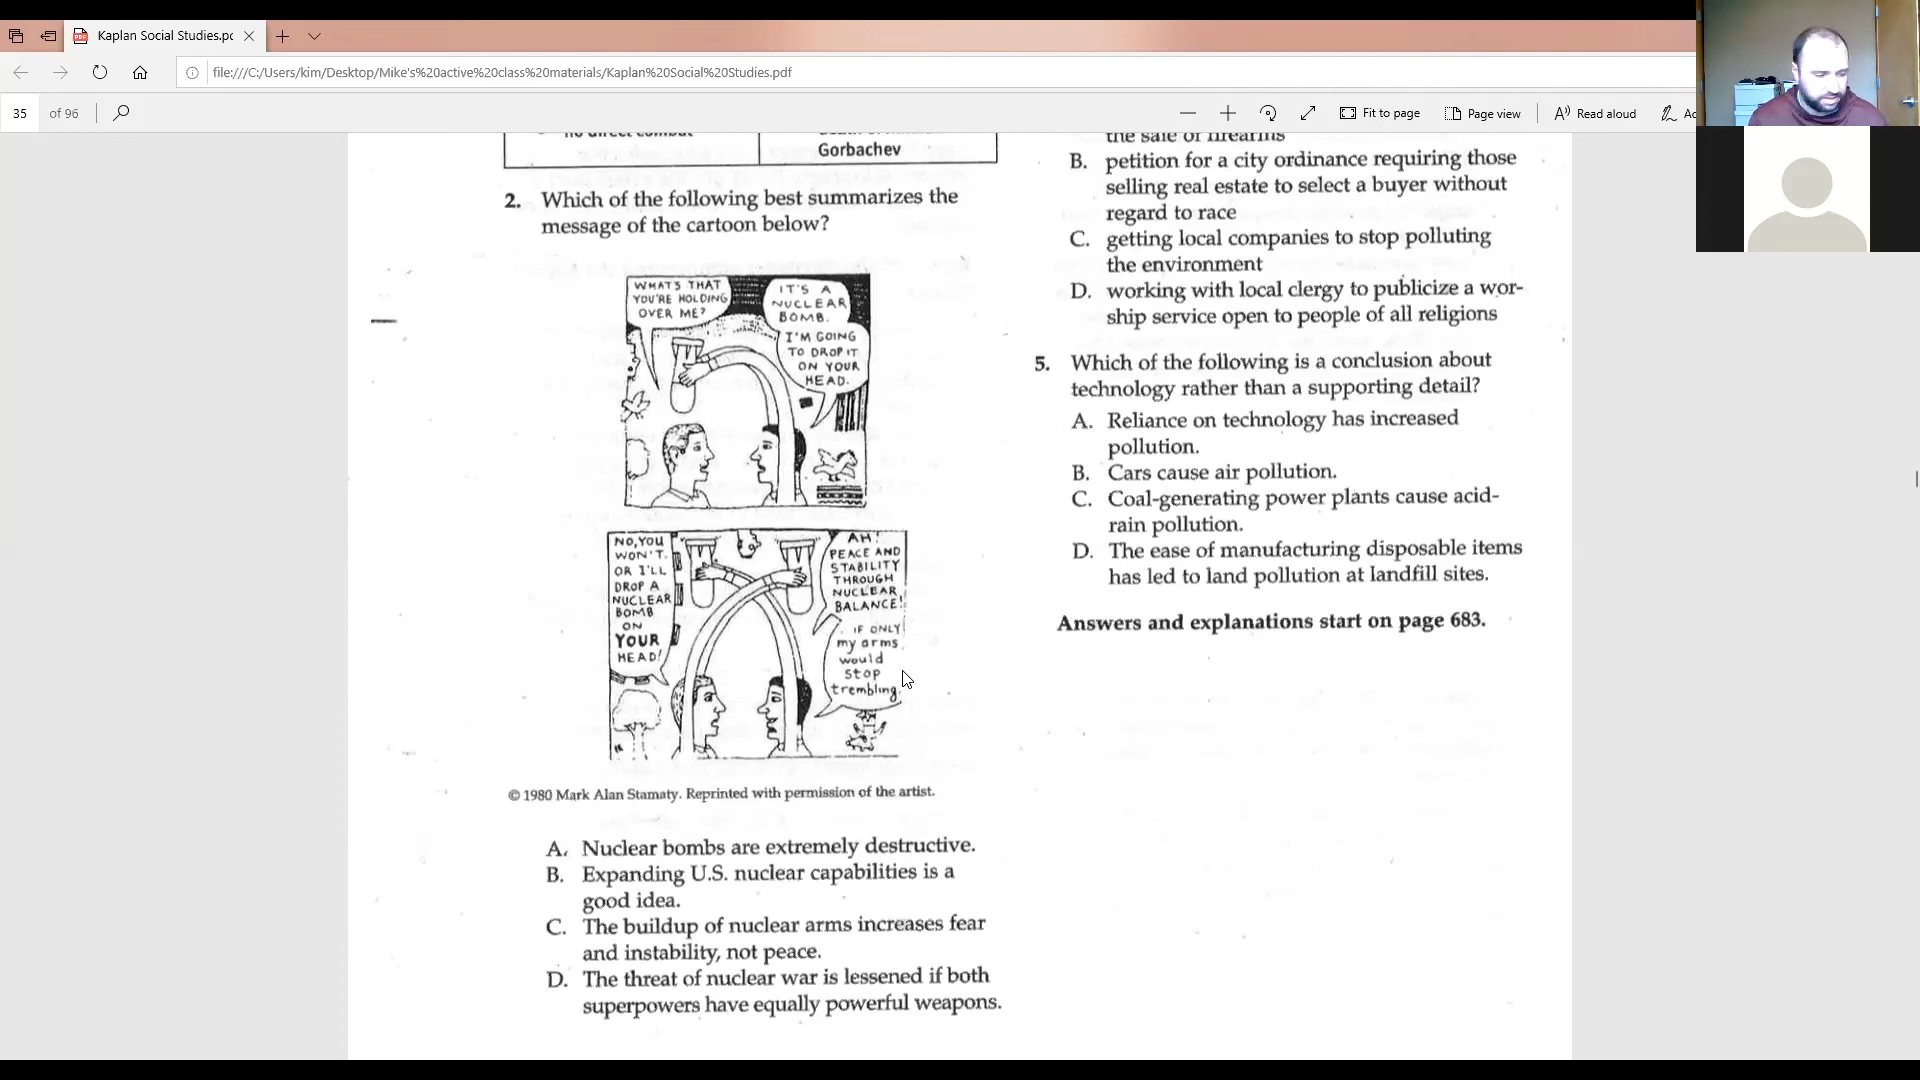 Kaplan Social Studies.pc
file:///C:/Users/kim/Desktop/Mike's%20active%20class%20materials/Kaplan%20Social%20Studies.pdf
35 of 96
Fit to page
Page view
Read aloud
no direct combat
Gorbachev
2. Which of the following best summarizes the
message of the cartoon below?
WHAT'S THAT
YOU'RE HOLDING
OVER ME?
IT'S A
NUCLEAR
BOMB.
I'M GOING
TO DROP IT
ON YOUR
HEAD.
NO, YOU
WON'T.
OR I'LL
DROP A
NUCLEAR
BOMB
ON
YOUR
HEAD!
AH!
PEACE AND
STABILITY
THROUGH
NUCLEAR
BALANCE!
IF ONLY
my arms
would
stop
trembling.
© 1980 Mark Alan Stamaty. Reprinted with permission of the artist.
A. Nuclear bombs are extremely destructive.
B. Expanding U.S. nuclear capabilities is a
good idea.
C. The buildup of nuclear arms increases fear
and instability, not peace.
D. The threat of nuclear war is lessened if both
superpowers have equally powerful weapons.
the sale of firearms
B. petition for a city ordinance requiring those
selling real estate to select a buyer without
regard to race
C. getting local companies to stop polluting
the environment
D. working with local clergy to publicize a wor-
ship service open to people of all religions
5. Which of the following is a conclusion about
technology rather than a supporting detail?
A. Reliance on technology has increased
pollution.
B. Cars cause air pollution.
C. Coal-generating power plants cause acid-
rain pollution.
D. The ease of manufacturing disposable items
has led to land pollution at landfill sites.
Answers and explanations start on page 683.